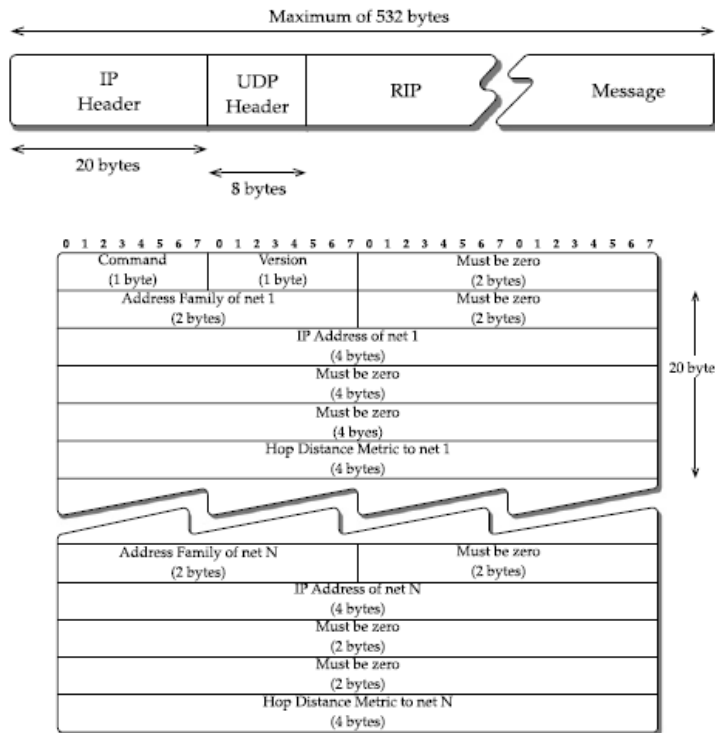 Maximum of 532 bytes
IP
Header
UDP
Header
RIP
Message
20 bytes
8 bytes
0 1 2 3 4 5 6 7 0 1 2 3 4 5 6 7 0 1 2 3 4 5 6 7 0 1 2 3 4 5 6 7
Command
(1 byte)
Version
(1 byte)
Must be zero
(2 bytes)
Address Family of net 1
(2 bytes)
Must be zero
(2 bytes)
IP Address of net 1
(4 bytes)
Must be zero
(4 bytes)
Must be zero
(4 byes)
Hop Distance Metric to net 1
(4 bytes)
20 byte
Address Family of net N
(2 bytes)
Must be zero
(2 bytes)
IP Address of net N
(4 bytes)
Must be zero
(2 bytes)
Must be zero
(2 bytes)
Hop Distance Metric to net N
(4 bytes)